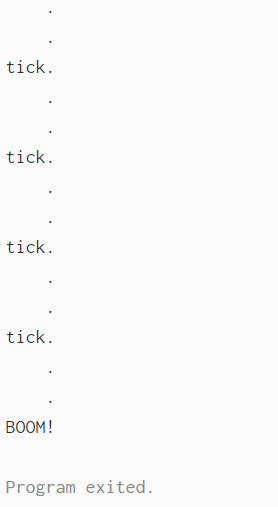 .
    .
tick.
    .
    .
tick.
    .
    .
tick.
    .
    .
tick.
    .
    .
BOOM!

Program exited.